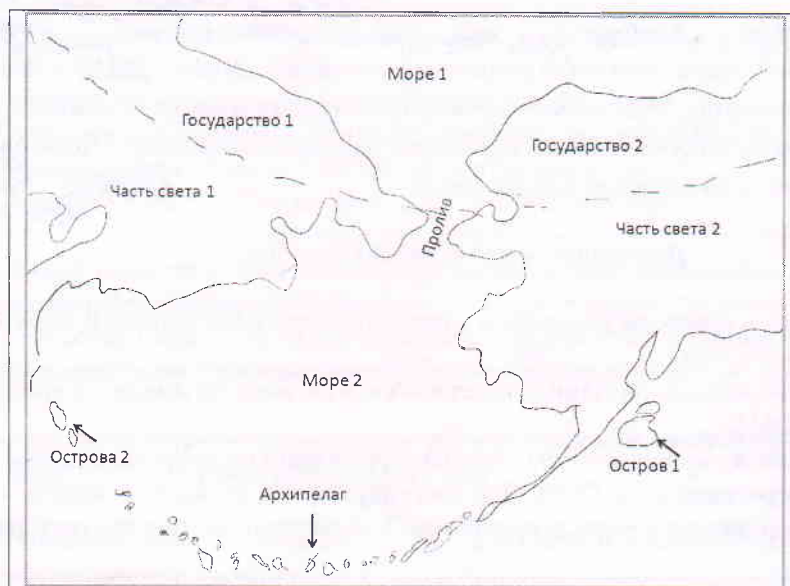 Море 1
Государство 1
Государство 2
Часть света 1
Пролив
Часть света 2
Море 2
Острова 2
Остров 1
Архипелаг